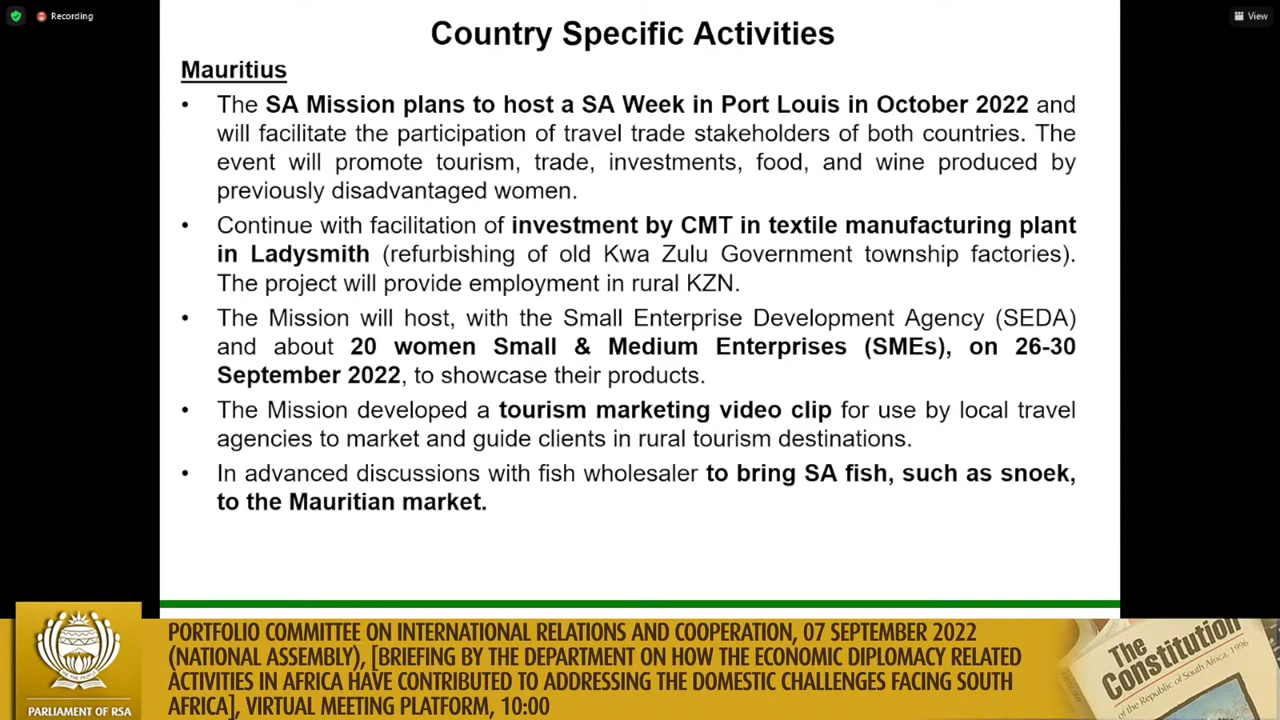 Recording
View
Country Specific Activities
Mauritius
• The SA Mission plans to host a SA Week in Port Louis in October 2022 and
will facilitate the participation of travel trade stakeholders of both countries. The
event will promote tourism, trade, investments, food, and wine produced by
previously disadvantaged women.
• Continue with facilitation of investment by CMT in textile manufacturing plant
in Ladysmith (refurbishing of old Kwa Zulu Government township factories).
The project will provide employment in rural KZN.
• The Mission will host, with the Small Enterprise Development Agency (SEDA)
and about 20 women Small & Medium Enterprises (SMEs), on 26-30
September 2022, to showcase their products.
• The Mission developed a tourism marketing video clip for use by local travel
agencies to market and guide clients in rural tourism destinations.
• In advanced discussions with fish wholesaler to bring SA fish, such as snoek,
to the Mauritian market.
PORTFOLIO COMMITTEE ON INTERNATIONAL RELATIONS AND COOPERATION, 07 SEPTEMBER 2022
(NATIONAL ASSEMBLY), [BRIEFING BY THE DEPARTMENT ON HOW THE ECONOMIC DIPLOMACY RELATED
ACTIVITIES IN AFRICA HAVE CONTRIBUTED TO ADDRESSING THE DOMESTIC CHALLENGES FACING SOUTH
AFRICA], VIRTUAL MEETING PLATFORM, 10:00
PARLIAMENT OF RSA
The
Constitution
of the Republic of South Africa, 1996